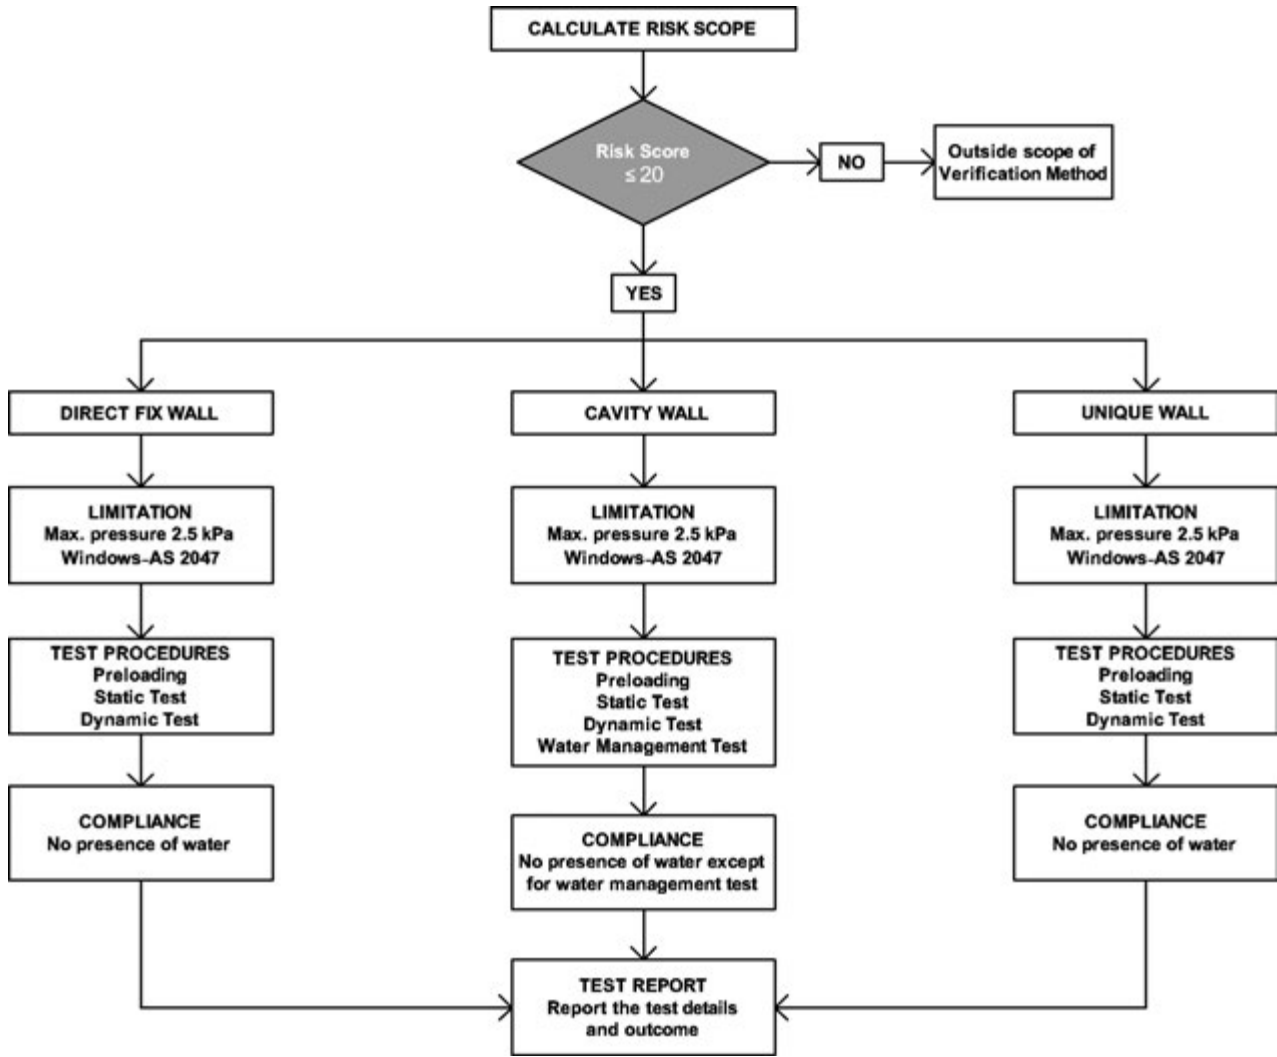 CALCULATE RISK SCOPE
Risk Score
≤ 20
NO
Outside scope of
Verification Method
YES
DIRECT FIX WALL
CAVITY WALL
UNIQUE WALL
LIMITATION
Max. pressure 2.5 kPa
Windows-AS 2047
LIMITATION
Max. pressure 2.5 kPa
Windows-AS 2047
LIMITATION
Max. pressure 2.5 kPa
Windows-AS 2047
TEST PROCEDURES
Preloading
Static Test
Dynamic Test
TEST PROCEDURES
Preloading
Static Test
Dynamic Test
Water Management Test
TEST PROCEDURES
Preloading
Static Test
Dynamic Test
COMPLIANCE
No presence of water
COMPLIANCE
No presence of water except
for water management test
COMPLIANCE
No presence of water
TEST REPORT
Report the test details
and outcome